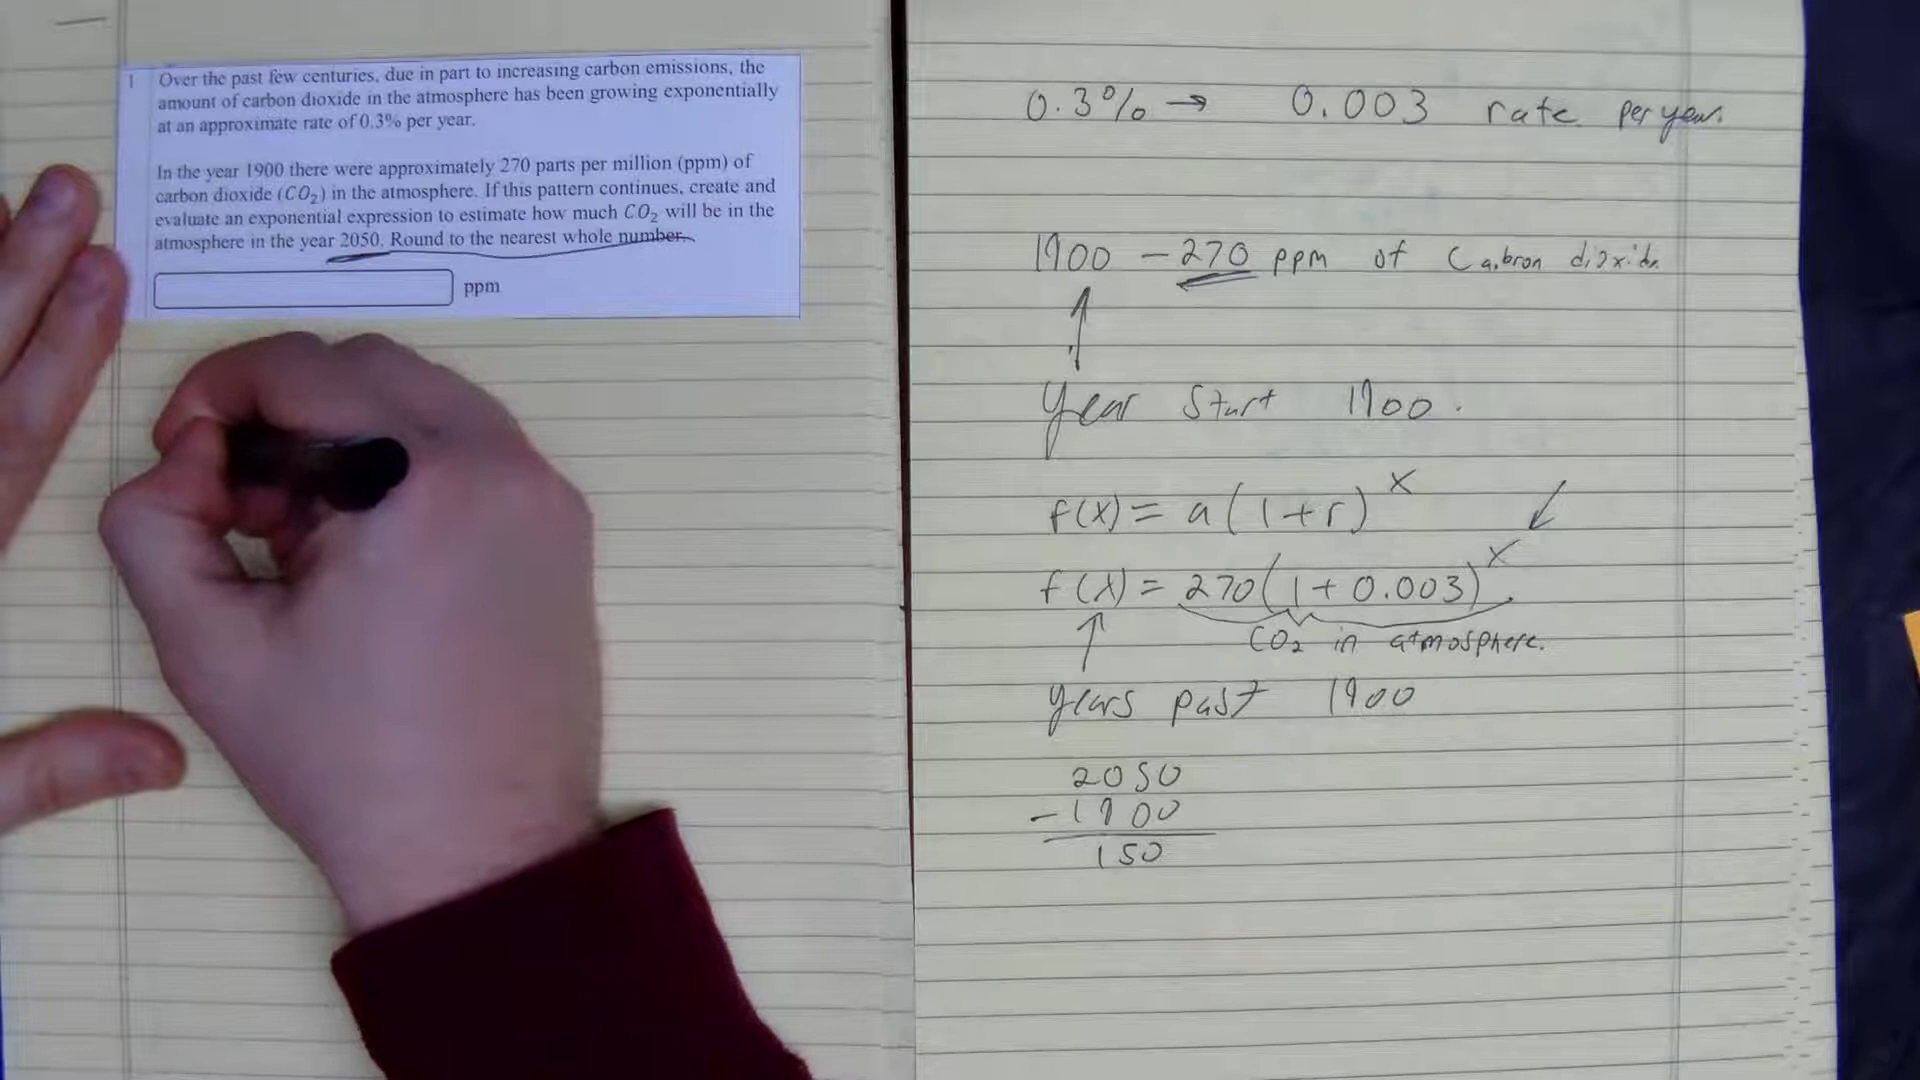 1 Over the past few centuries, due in part to increasing carbon emissions, the
amount of carbon dioxide in the atmosphere has been growing exponentially
at an approximate rate of 0.3% per year.
In the year 1900 there were approximately 270 parts per million (ppm) of
carbon dioxide (CO₂) in the atmosphere. If this pattern continues, create and
evaluate an exponential expression to estimate how much CO₂ will be in the
atmosphere in the year 2050. Round to the nearest whole number.
ppm
0.3% → 0.003 rate per year.
1900 – 270 ppm of Cabron dioxide
year Start 1900.
f(x) = a(1+r)^x
f(x) = 270(1+0.003)^x
CO₂ in atmosphere.
years past 1900
2050
-1900
150